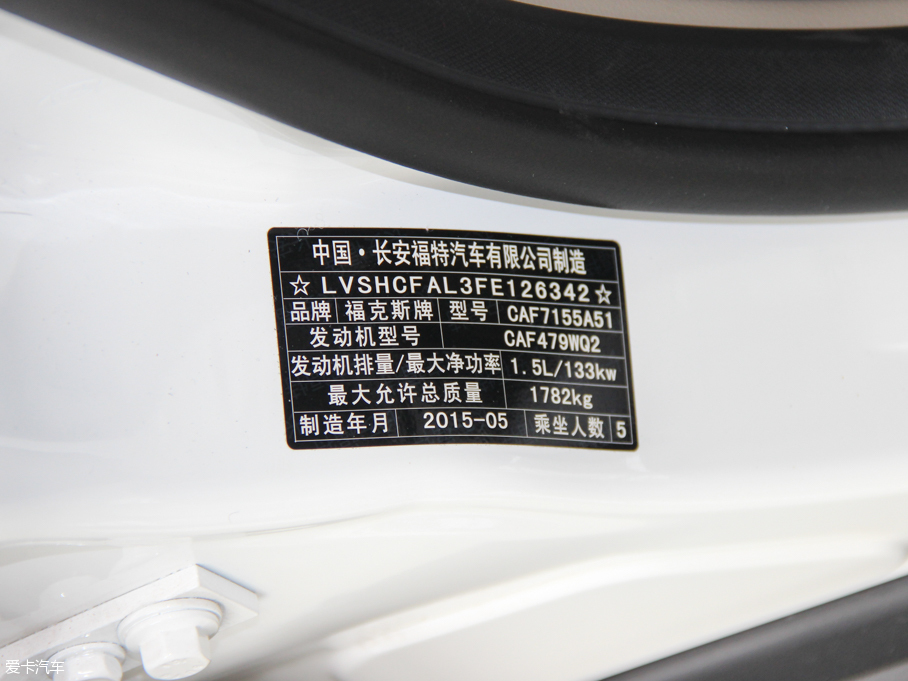 中国·长安福特汽车有限公司制造
☆LVSHCFAL3FE126342☆
品牌 福克斯牌 型号 CAF7155A51
发动机型号 CAF479WQ2
发动机排量/最大净功率 1.5L/133kw
最大允许总质量 1782kg
制造年月 2015-05 乘坐人数 5
爱卡汽车